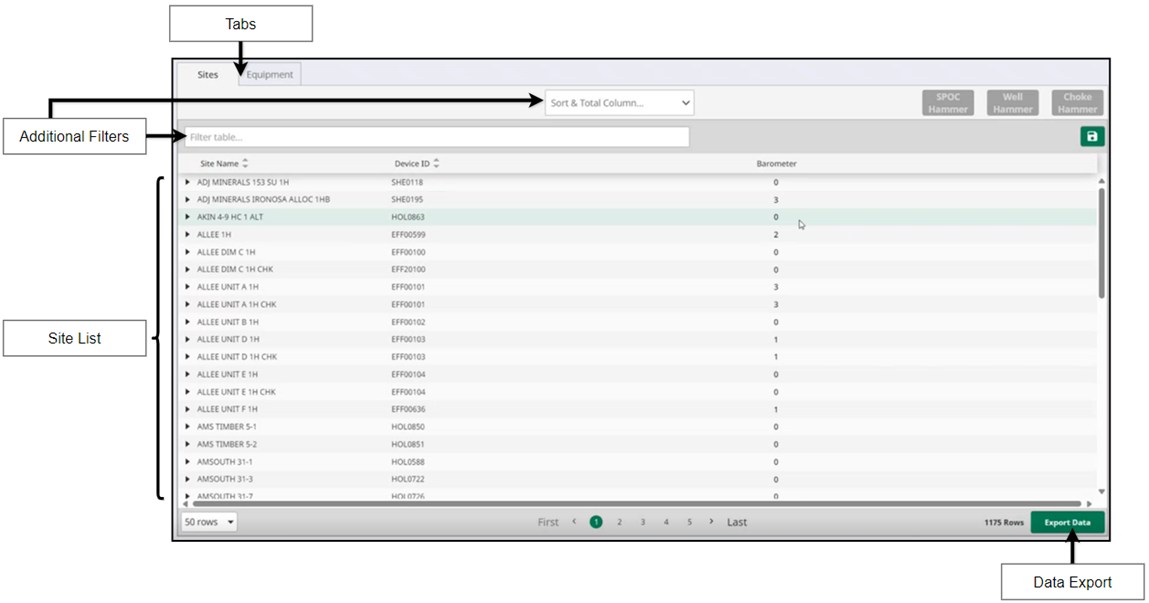 Tabs
Sites
Equipment
Additional Filters
Sort & Total Column...
SPOC
Hammer
Well
Hammer
Choke
Hammer
Filter table...
Site Name Device ID Barometer
ADJ MINERALS 153 SU 1H SHE0118 0
ADJ MINERALS IRONOSA ALLOC 1HB SHE0195 3
AKIN 4-9 HC 1 ALT HOL0863 0
ALLEE 1H EFF00599 2
ALLEE DIM C 1H EFF00100 0
ALLEE DIM C 1H CHK EFF20100 0
ALLEE UNIT A 1H EFF00101 3
ALLEE UNIT A 1H CHK EFF00101 3
ALLEE UNIT B 1H EFF00102 0
Site List
ALLEE UNIT D 1H EFF00103 1
ALLEE UNIT D 1H CHK EFF00103 1
ALLEE UNIT E 1H EFF00104 0
ALLEE UNIT E 1H CHK EFF00104 0
ALLEE UNIT F 1H EFF00636 1
AMS TIMBER 5-1 HOL0850 0
AMS TIMBER 5-2 HOL0851 0
AMSOUTH 31-1 HOL0588 0
AMSOUTH 31-3 HOL0722 0
AMSOUTH 31-7 HOL0726 0
50 rows First < 1 2 3 4 5 > Last 1175 Rows Export Data
Data Export